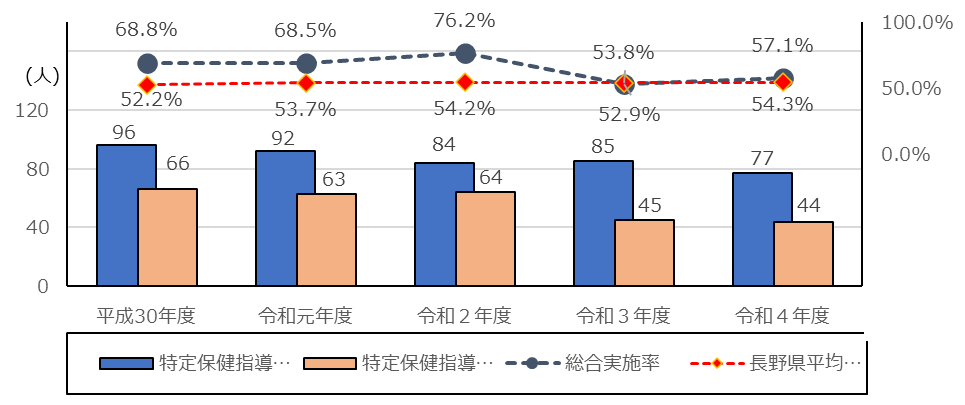 68.8% 68.5% 76.2% 53.8% 57.1% 100.0%
(人)
52.2% 53.7% 54.2% 52.9% 54.3% 50.0%
120
96 92 84 85 77 0.0%
80 66 63 64 45 44
40
0
平成30年度 令和元年度 令和２年度 令和３年度 令和４年度
特定保健指導… 特定保健指導… 総合実施率 長野県平均…